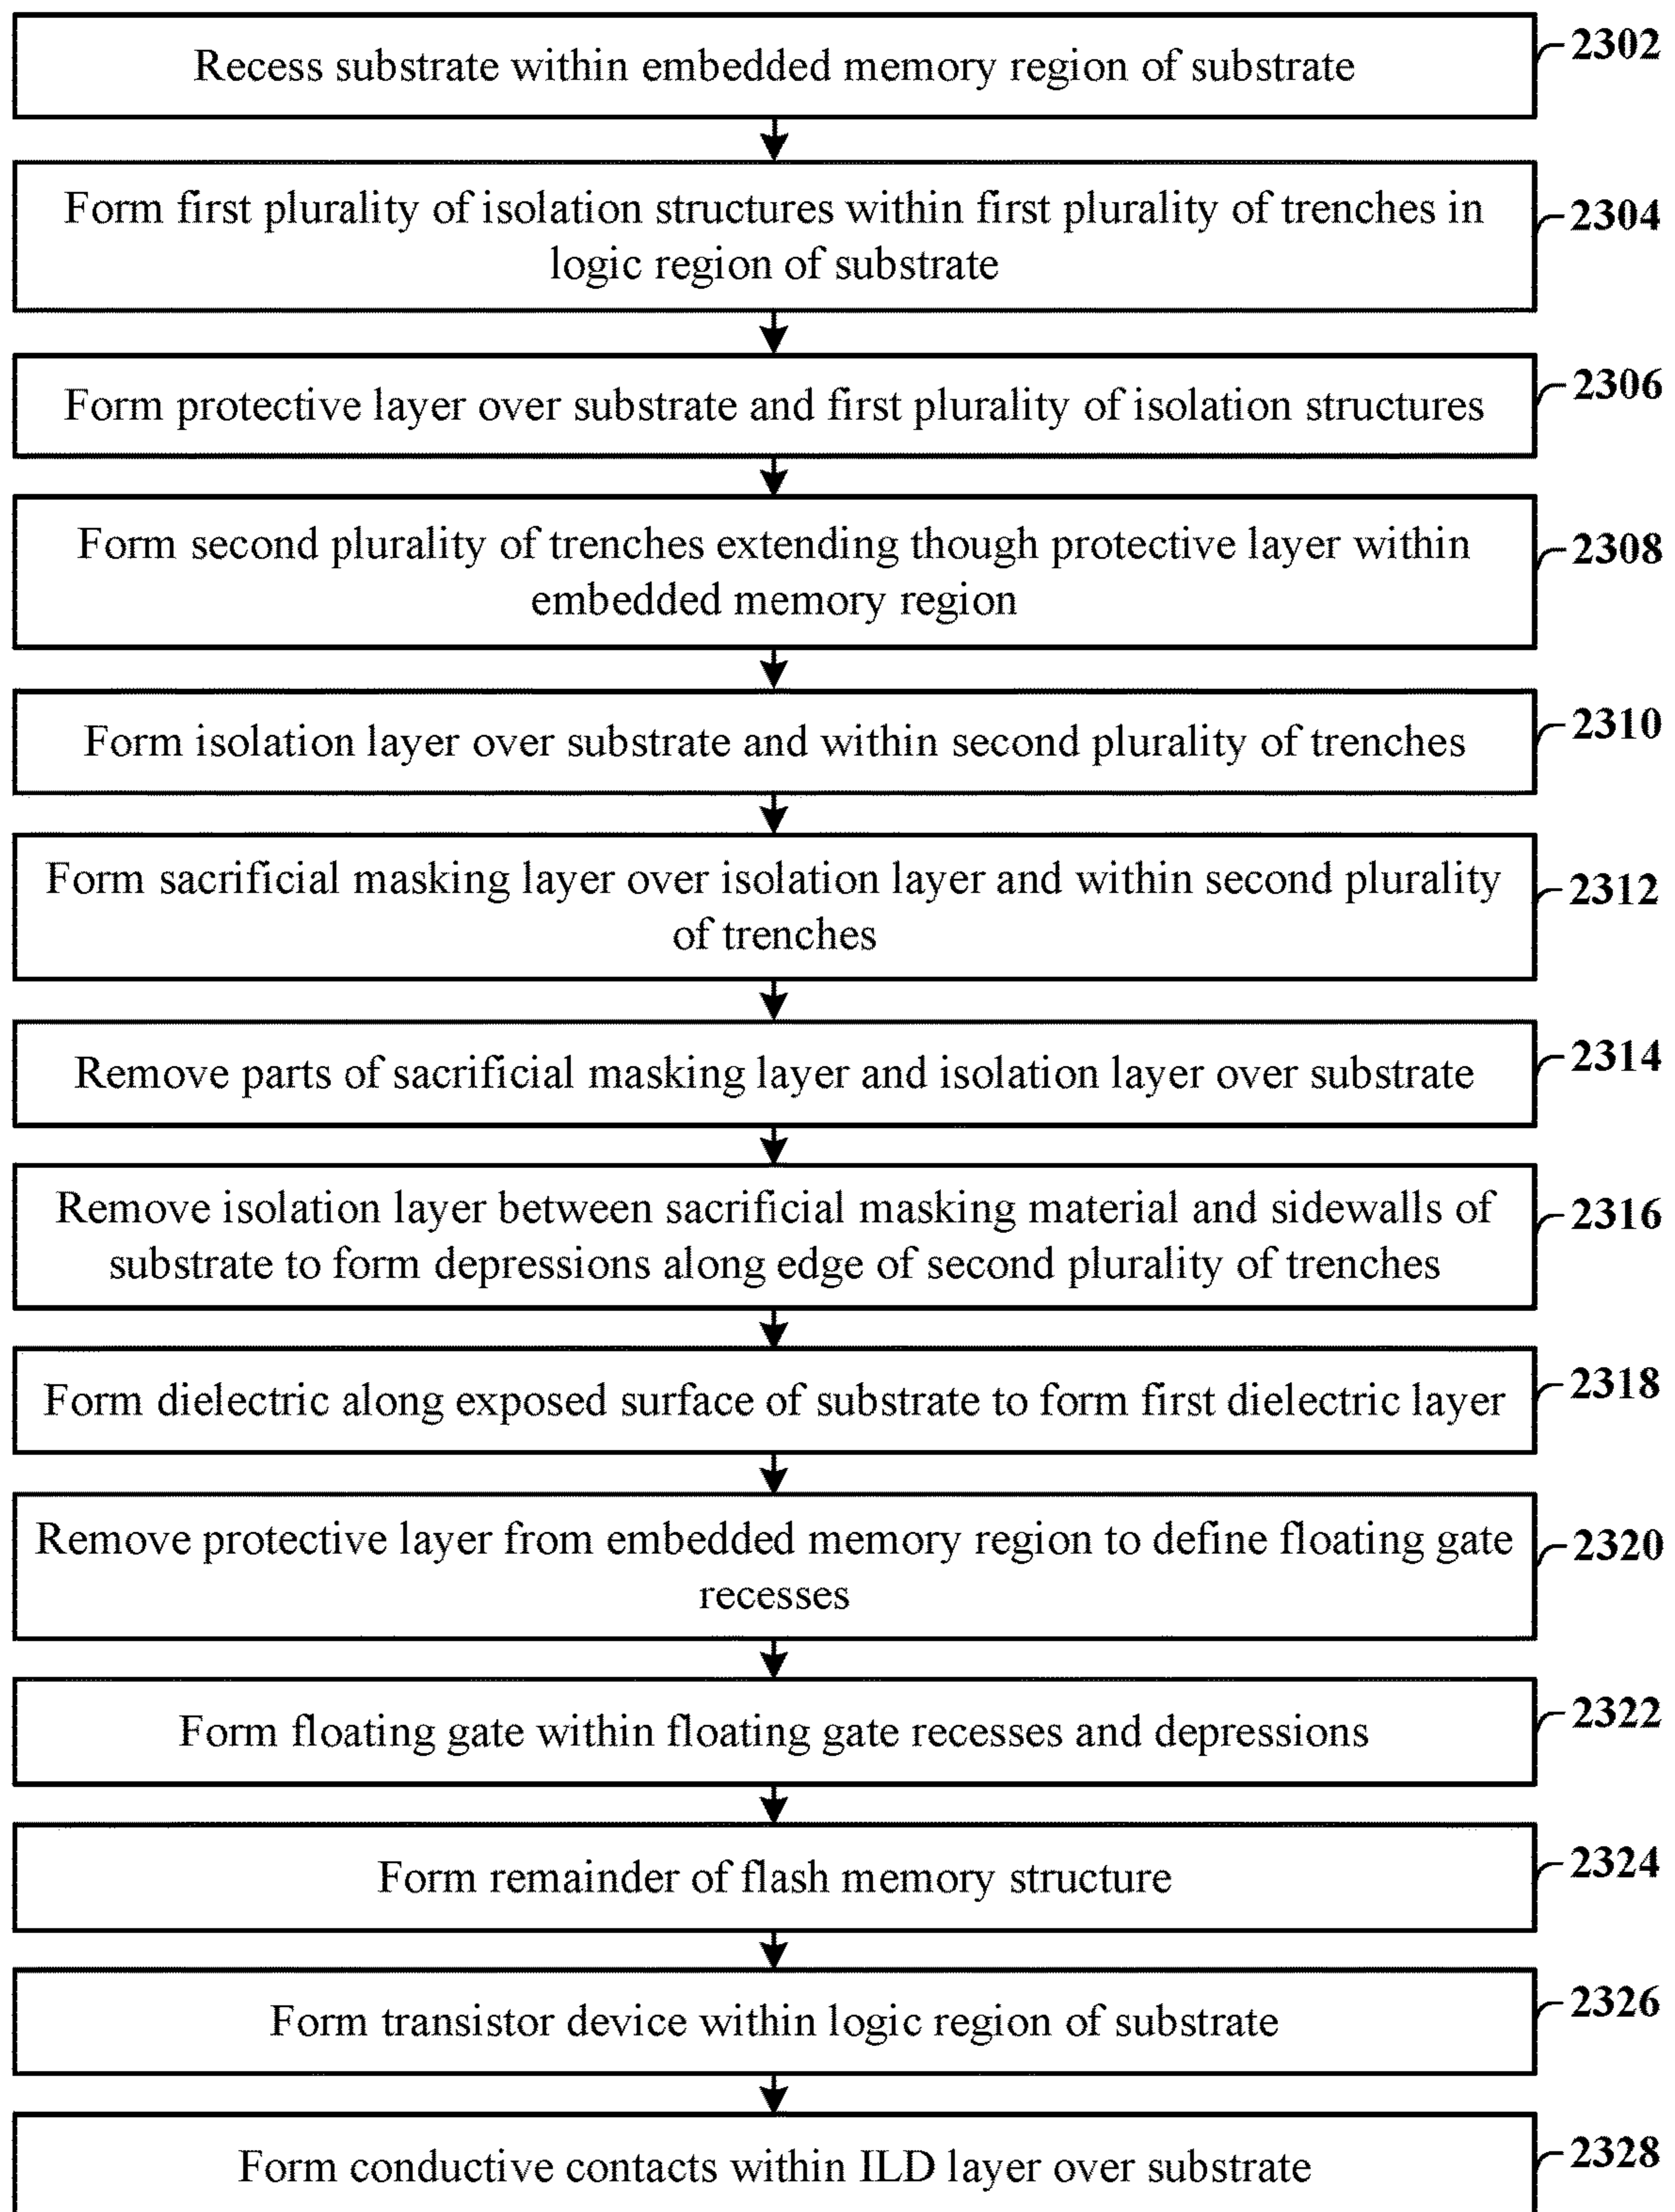 Recess substrate within embedded memory region of substrate
2302
Form first plurality of isolation structures within first plurality of trenches in
logic region of substrate
2304
Form protective layer over substrate and first plurality of isolation structures
2306
Form second plurality of trenches extending though protective layer within
embedded memory region
2308
Form isolation layer over substrate and within second plurality of trenches
2310
Form sacrificial masking layer over isolation layer and within second plurality
of trenches
2312
Remove parts of sacrificial masking layer and isolation layer over substrate
2314
Remove isolation layer between sacrificial masking material and sidewalls of
substrate to form depressions along edge of second plurality of trenches
2316
Form dielectric along exposed surface of substrate to form first dielectric layer
2318
Remove protective layer from embedded memory region to define floating gate
recesses
2320
Form floating gate within floating gate recesses and depressions
2322
Form remainder of flash memory structure
2324
Form transistor device within logic region of substrate
2326
Form conductive contacts within ILD layer over substrate
2328